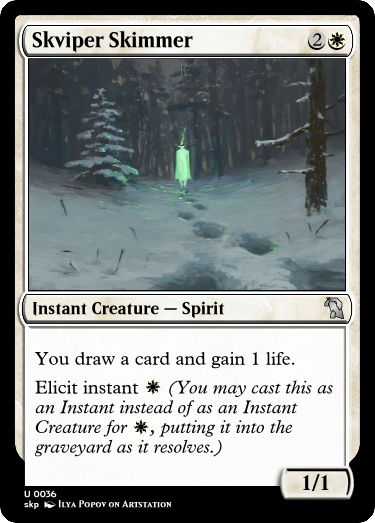 Skviper Skimmer 2
Instant Creature — Spirit
You draw a card and gain 1 life.
Elicit instant (You may cast this
as an Instant instead of as an Instant
Creature for , putting it into the
graveyard as it resolves.)
1/1
U 0036
skp Ilya Popov on Artstation